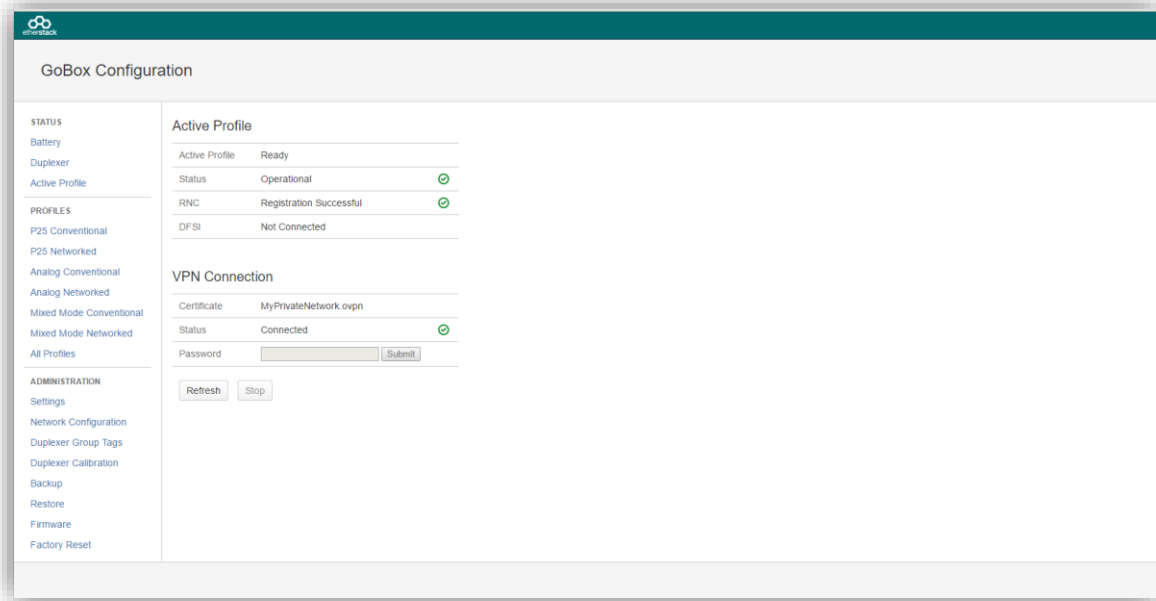 etherstack
GoBox Configuration
STATUS
Battery
Duplexer
Active Profile
PROFILES
P25 Conventional
P25 Networked
Analog Conventional
Analog Networked
Mixed Mode Conventional
Mixed Mode Networked
All Profiles
ADMINISTRATION
Settings
Network Configuration
Duplexer Group Tags
Duplexer Calibration
Backup
Restore
Firmware
Factory Reset
Active Profile
Active Profile Ready
Status Operational
RNC Registration Successful
DFSI Not Connected
VPN Connection
Certificate MyPrivateNetwork.ovpn
Status Connected
Password Submit
Refresh Stop